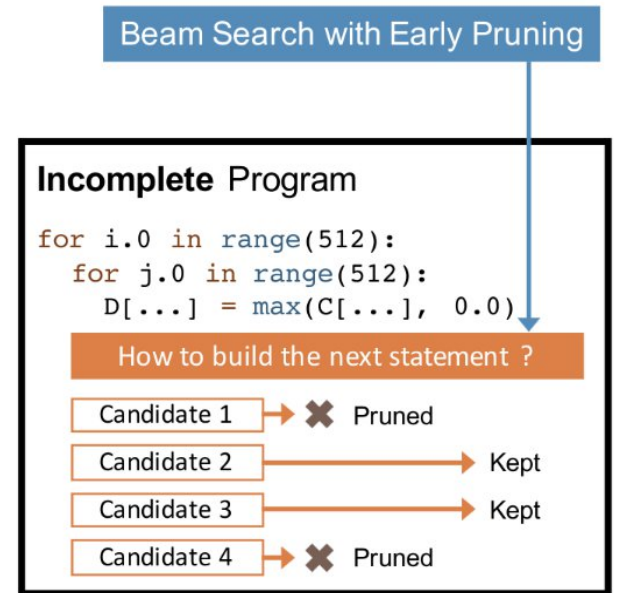 Beam Search with Early Pruning
Incomplete Program
for i.0 in range(512):
  for j.0 in range(512):
    D[...] = max(C[...], 0.0)
How to build the next statement ?
Candidate 1 ✖ Pruned
Candidate 2 Kept
Candidate 3 Kept
Candidate 4 ✖ Pruned